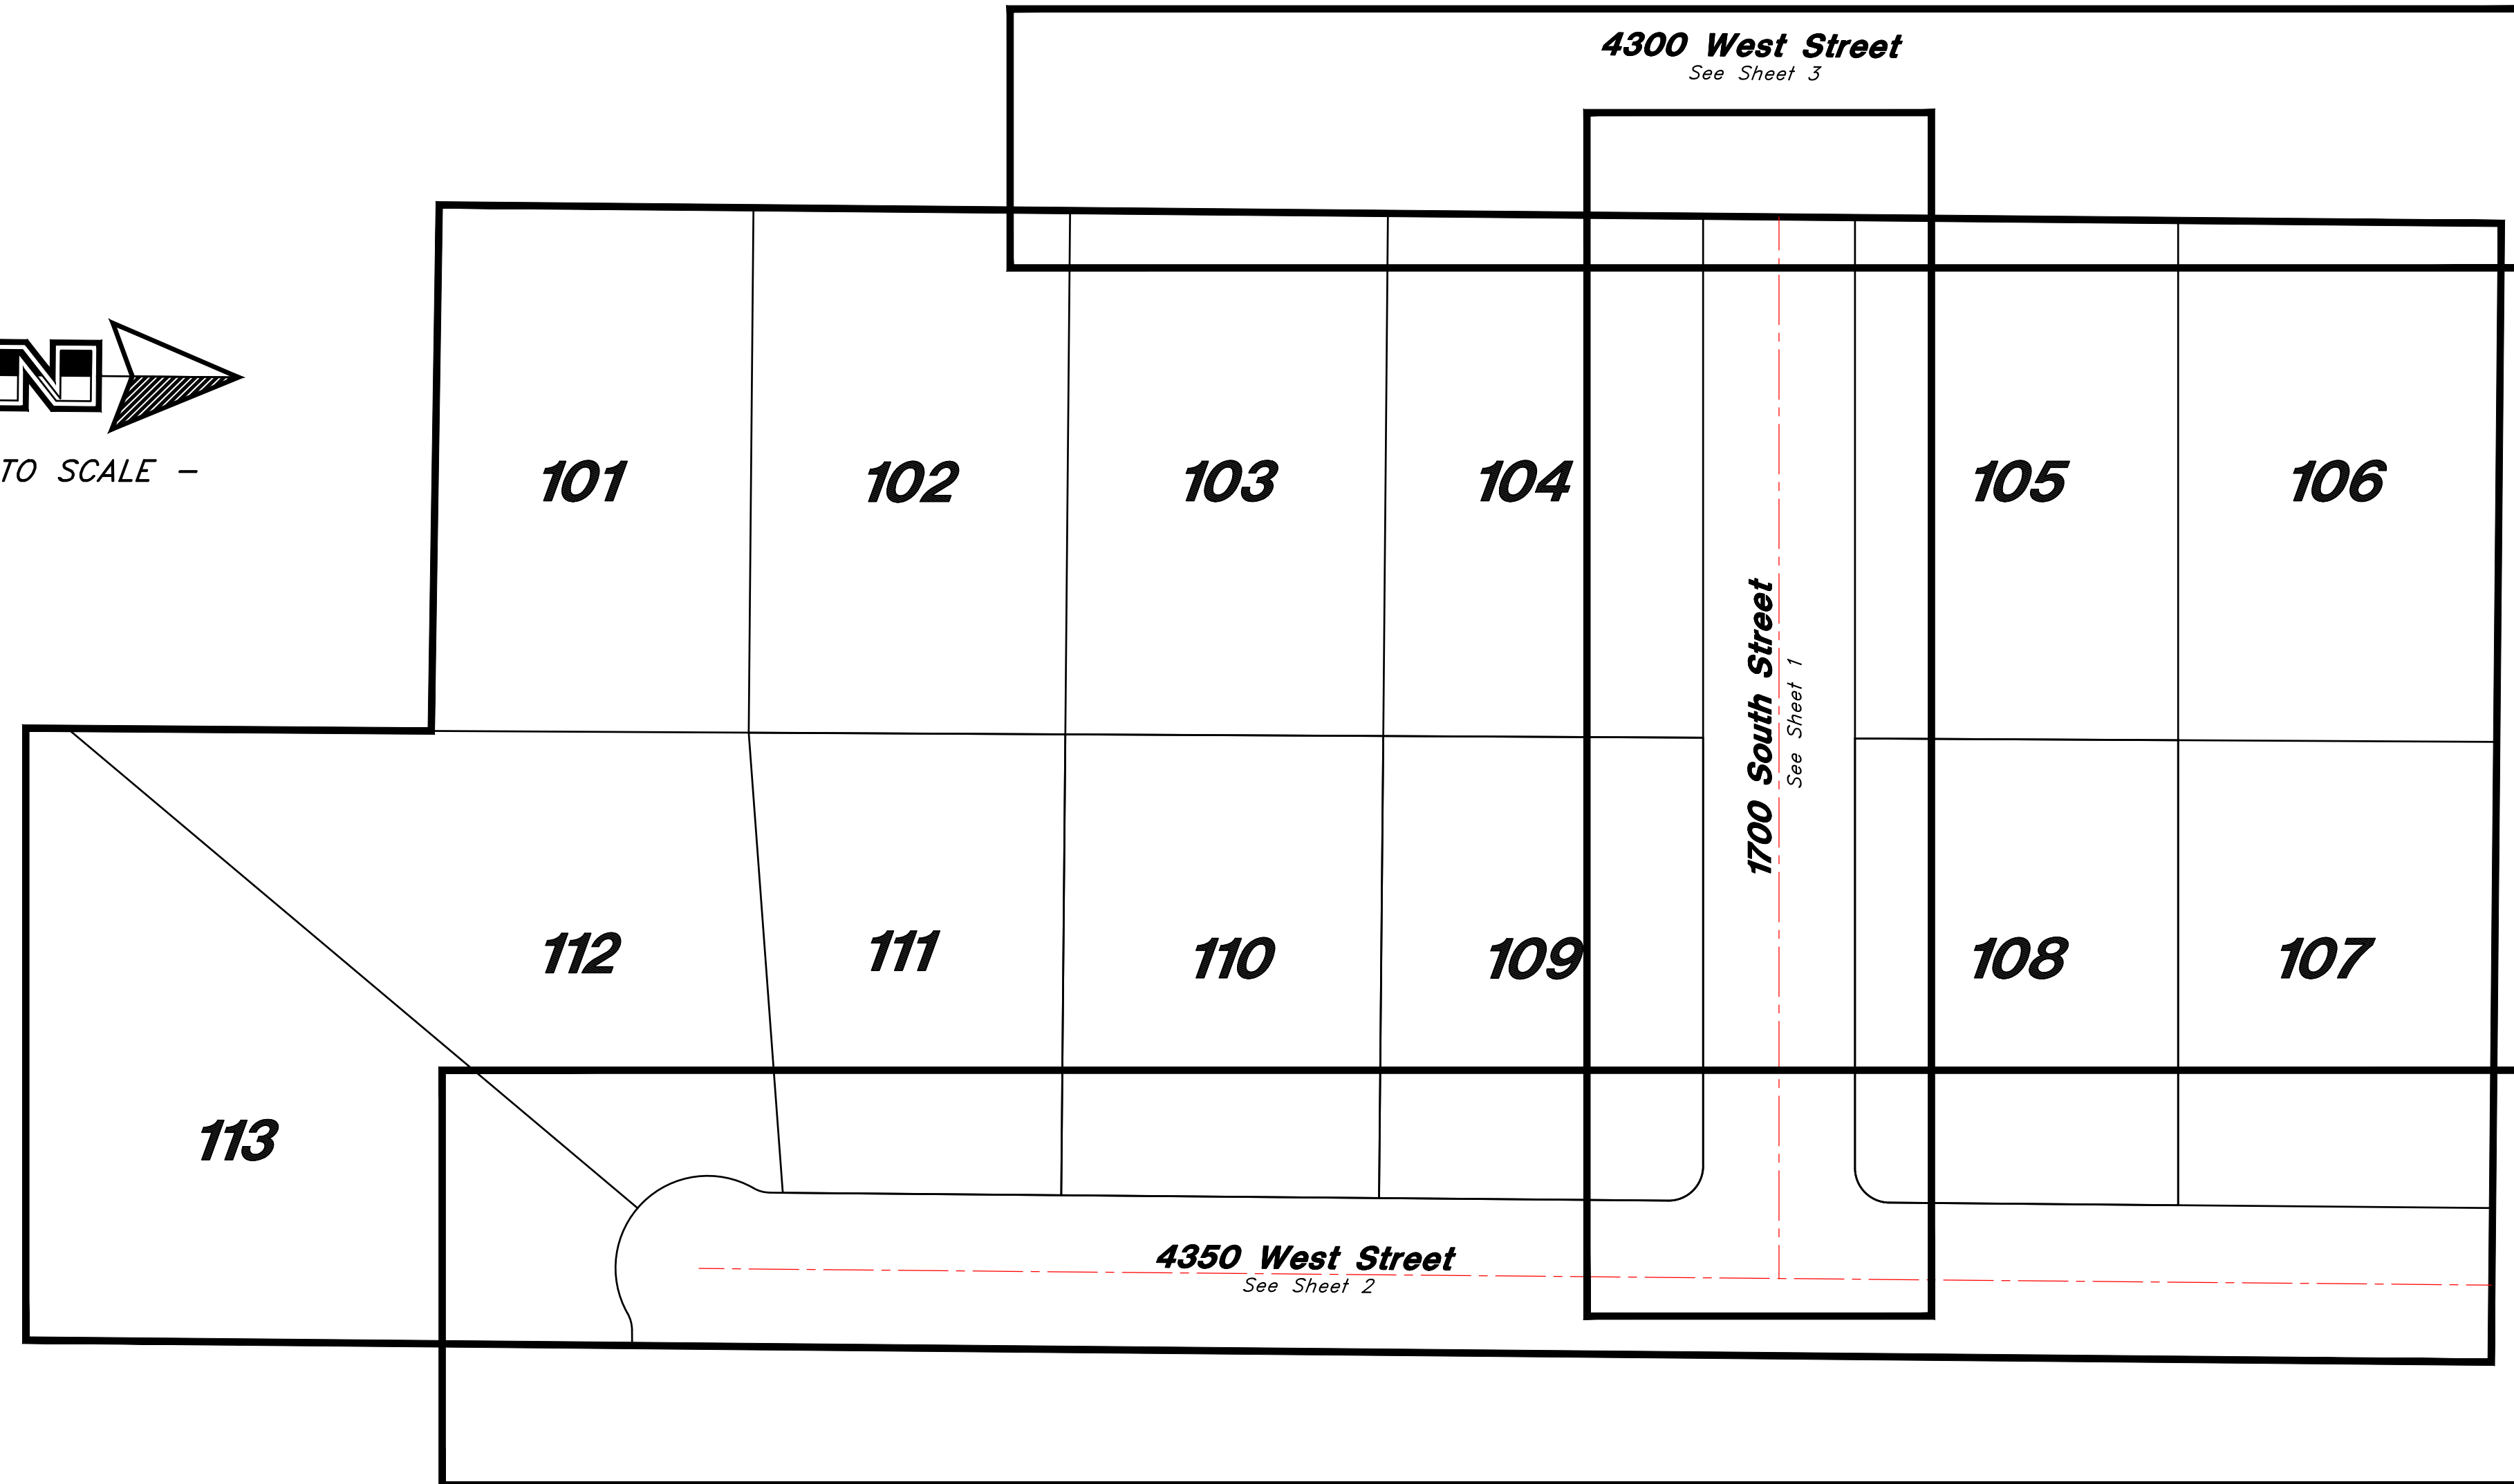 4300 West Street
See Sheet 3
N
TO SCALE -
101
102
103
104
105
106
1700 South Street
See Sheet 1
112
111
110
109
108
107
113
4350 West Street
See Sheet 2